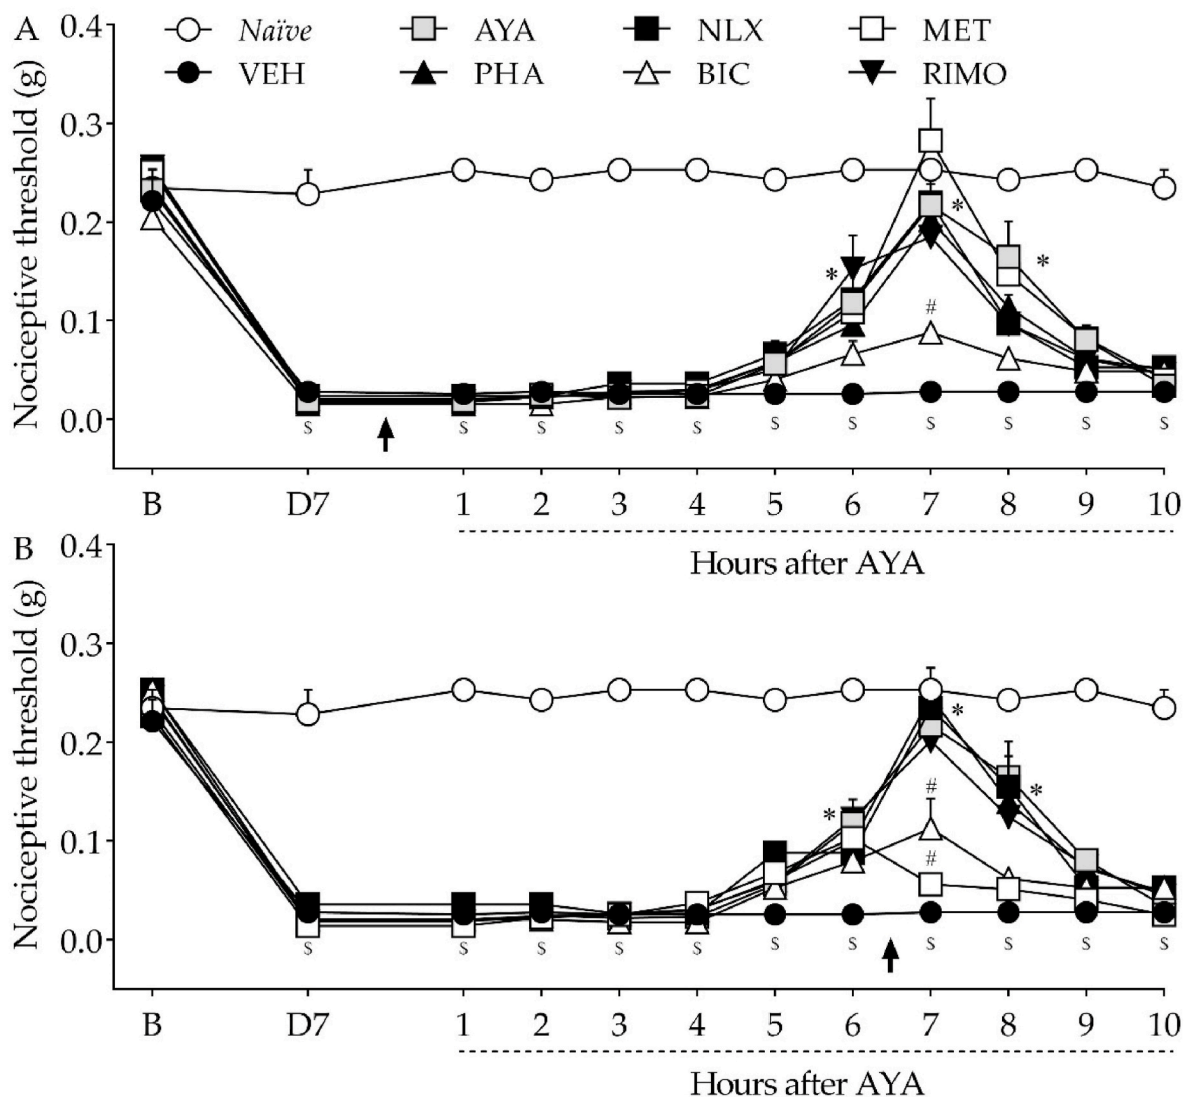 A
0.4
Naïve
AYA
NLX
MET
VEH
PHA
BIC
RIMO
Nociceptive threshold (g)
0.3
0.2
0.1
0.0
* * *
#
s s s s s s s s s s s
B D7 1 2 3 4 5 6 7 8 9 10
Hours after AYA
B
0.4
Nociceptive threshold (g)
0.3
0.2
0.1
0.0
* * *
#
#
s s s s s s s s s s s
B D7 1 2 3 4 5 6 7 8 9 10
Hours after AYA